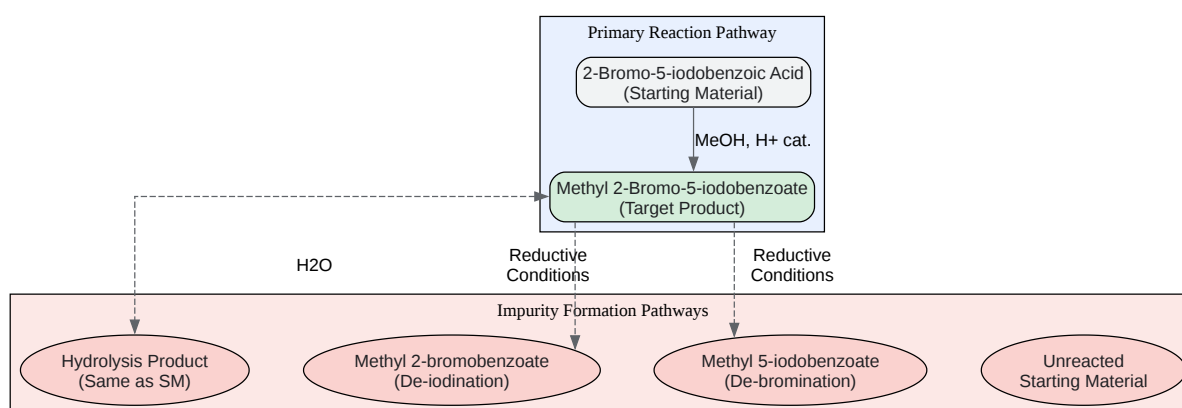 Primary Reaction Pathway
2-Bromo-5-iodobenzoic Acid
(Starting Material)
MeOH, H+ cat.
Methyl 2-Bromo-5-iodobenzoate
(Target Product)
H2O
Reductive
Conditions
Reductive
Conditions
Impurity Formation Pathways
Hydrolysis Product
(Same as SM)
Methyl 2-bromobenzoate
(De-iodination)
Methyl 5-iodobenzoate
(De-bromination)
Unreacted
Starting Material